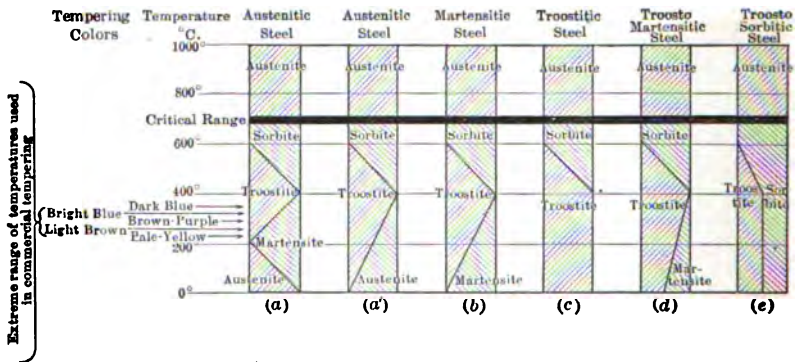 Tempering Colors
Temperature °C.
Austenitic Steel
Austenitic Steel
Martensitic Steel
Troostitic Steel
Troosto Martensitic Steel
Troosto Sorbitic Steel
1000°
Austenite Austenite Austenite Austenite Austenite Austenite
800°
Critical Range
Sorbite Sorbite Sorbite Sorbite Sorbite
600°
400°
Troostite Troostite Troostite Troostite Troostite
Troos tite
Sor bite
Dark Blue
Bright Blue
Brown-Purple
Light Brown
Pale-Yellow
200°
Martensite
Austenite Austenite Martensite
Mar- tensite
0°
(a) (a') (b) (c) (d) (e)
Extreme range of temperatures used
in commercial tempering